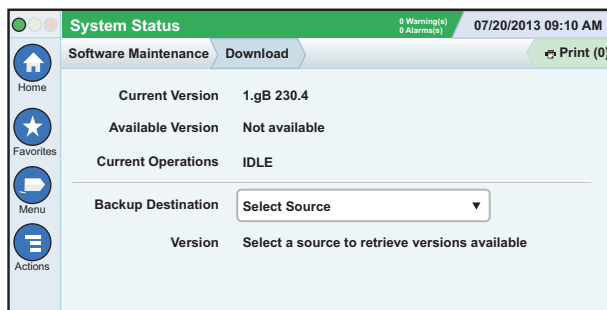 System Status
0 Warning(s)
0 Alarms(s)
07/20/2013 09:10 AM
Software Maintenance Download
Print (0)
Home
Current Version 1.gB 230.4
Available Version Not available
Favorites
Current Operations IDLE
Menu
Backup Destination Select Source
Version Select a source to retrieve versions available
Actions